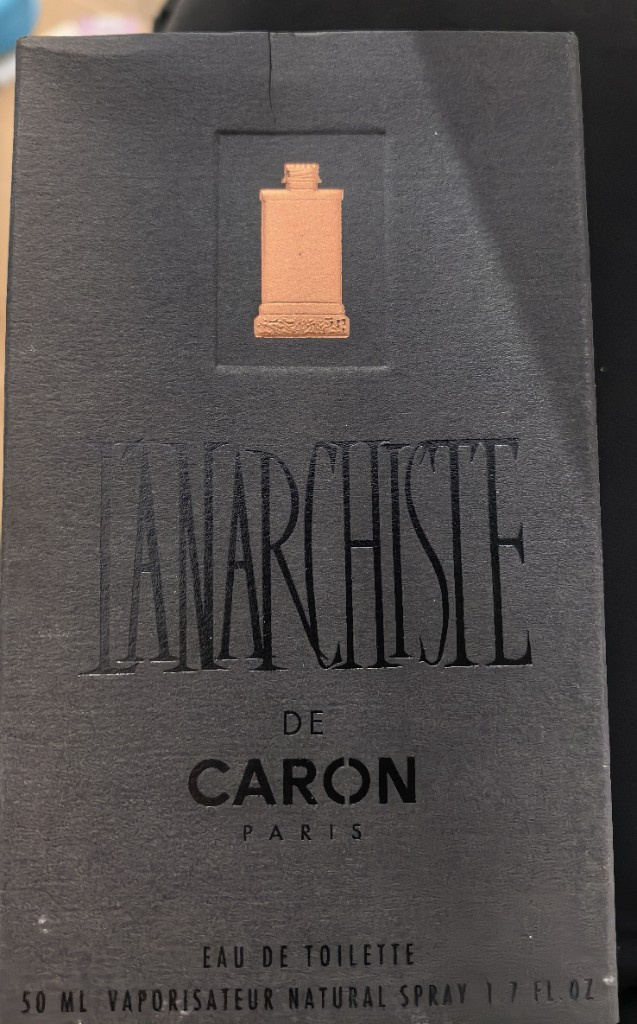 L'ANARCHISTE
DE
CARON
PARIS
EAU DE TOILETTE
50 ML VAPORISATEUR NATURAL SPRAY 1.7 FL.OZ